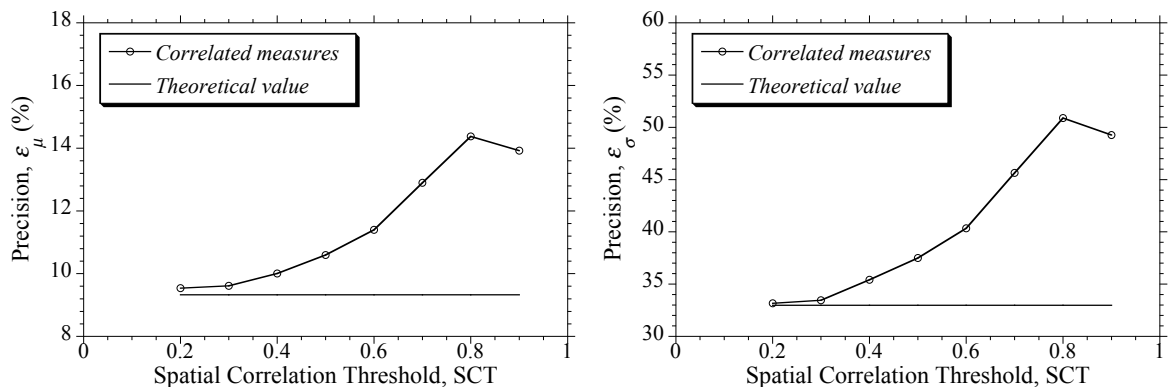 18
16
14
12
10
8
Precision, ε_μ (%)
Correlated measures
Theoretical value
0 0.2 0.4 0.6 0.8 1
Spatial Correlation Threshold, SCT
60
55
50
45
40
35
30
Precision, ε_σ (%)
Correlated measures
Theoretical value
0 0.2 0.4 0.6 0.8 1
Spatial Correlation Threshold, SCT